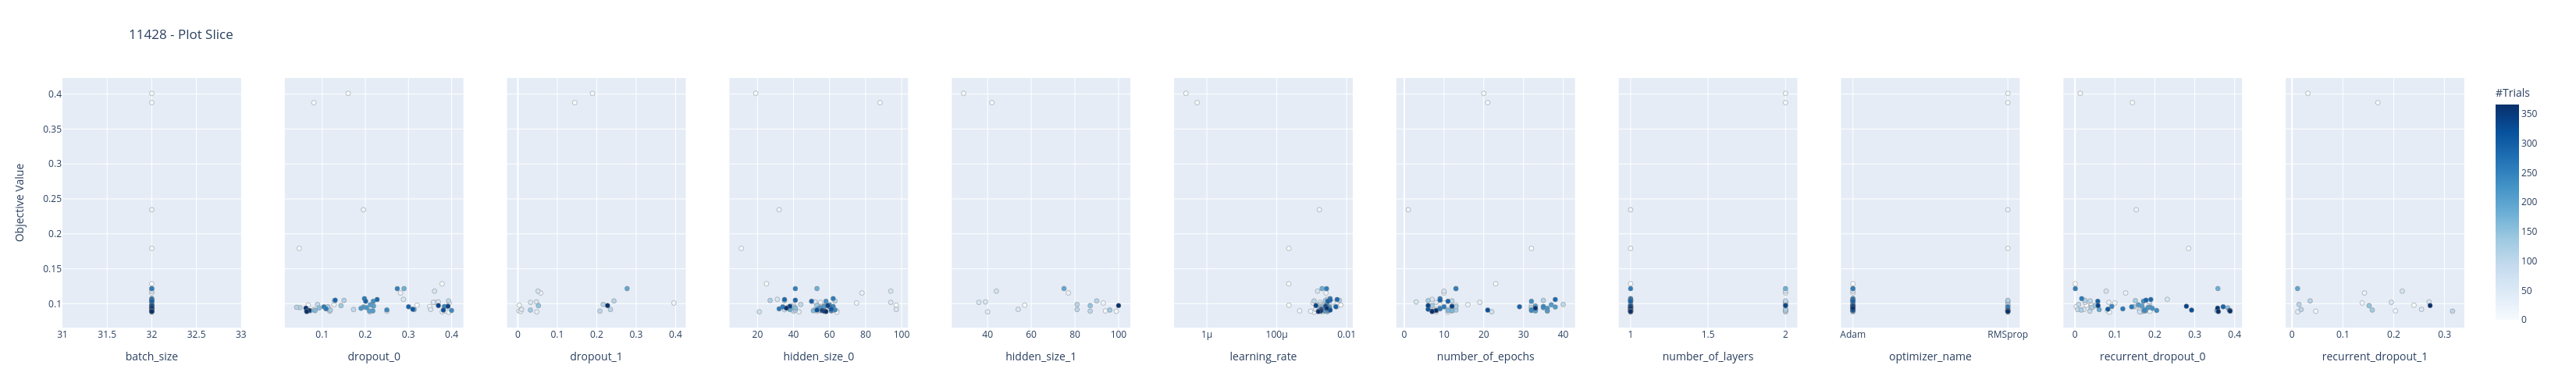 11428 - Plot Slice
#Trials
Objective Value
0.4
0.35
0.3
0.25
0.2
0.15
0.1
31 31.5 32 32.5 33
0.1 0.2 0.3 0.4
0 0.1 0.2 0.3 0.4
20 40 60 80 100
40 60 80 100
1μ 100μ 0.01
0 10 20 30 40
1 1.5 2
Adam RMSprop
0 0.1 0.2 0.3 0.4
0 0.1 0.2 0.3
batch_size
dropout_0
dropout_1
hidden_size_0
hidden_size_1
learning_rate
number_of_epochs
number_of_layers
optimizer_name
recurrent_dropout_0
recurrent_dropout_1
350
300
250
200
150
100
50
0